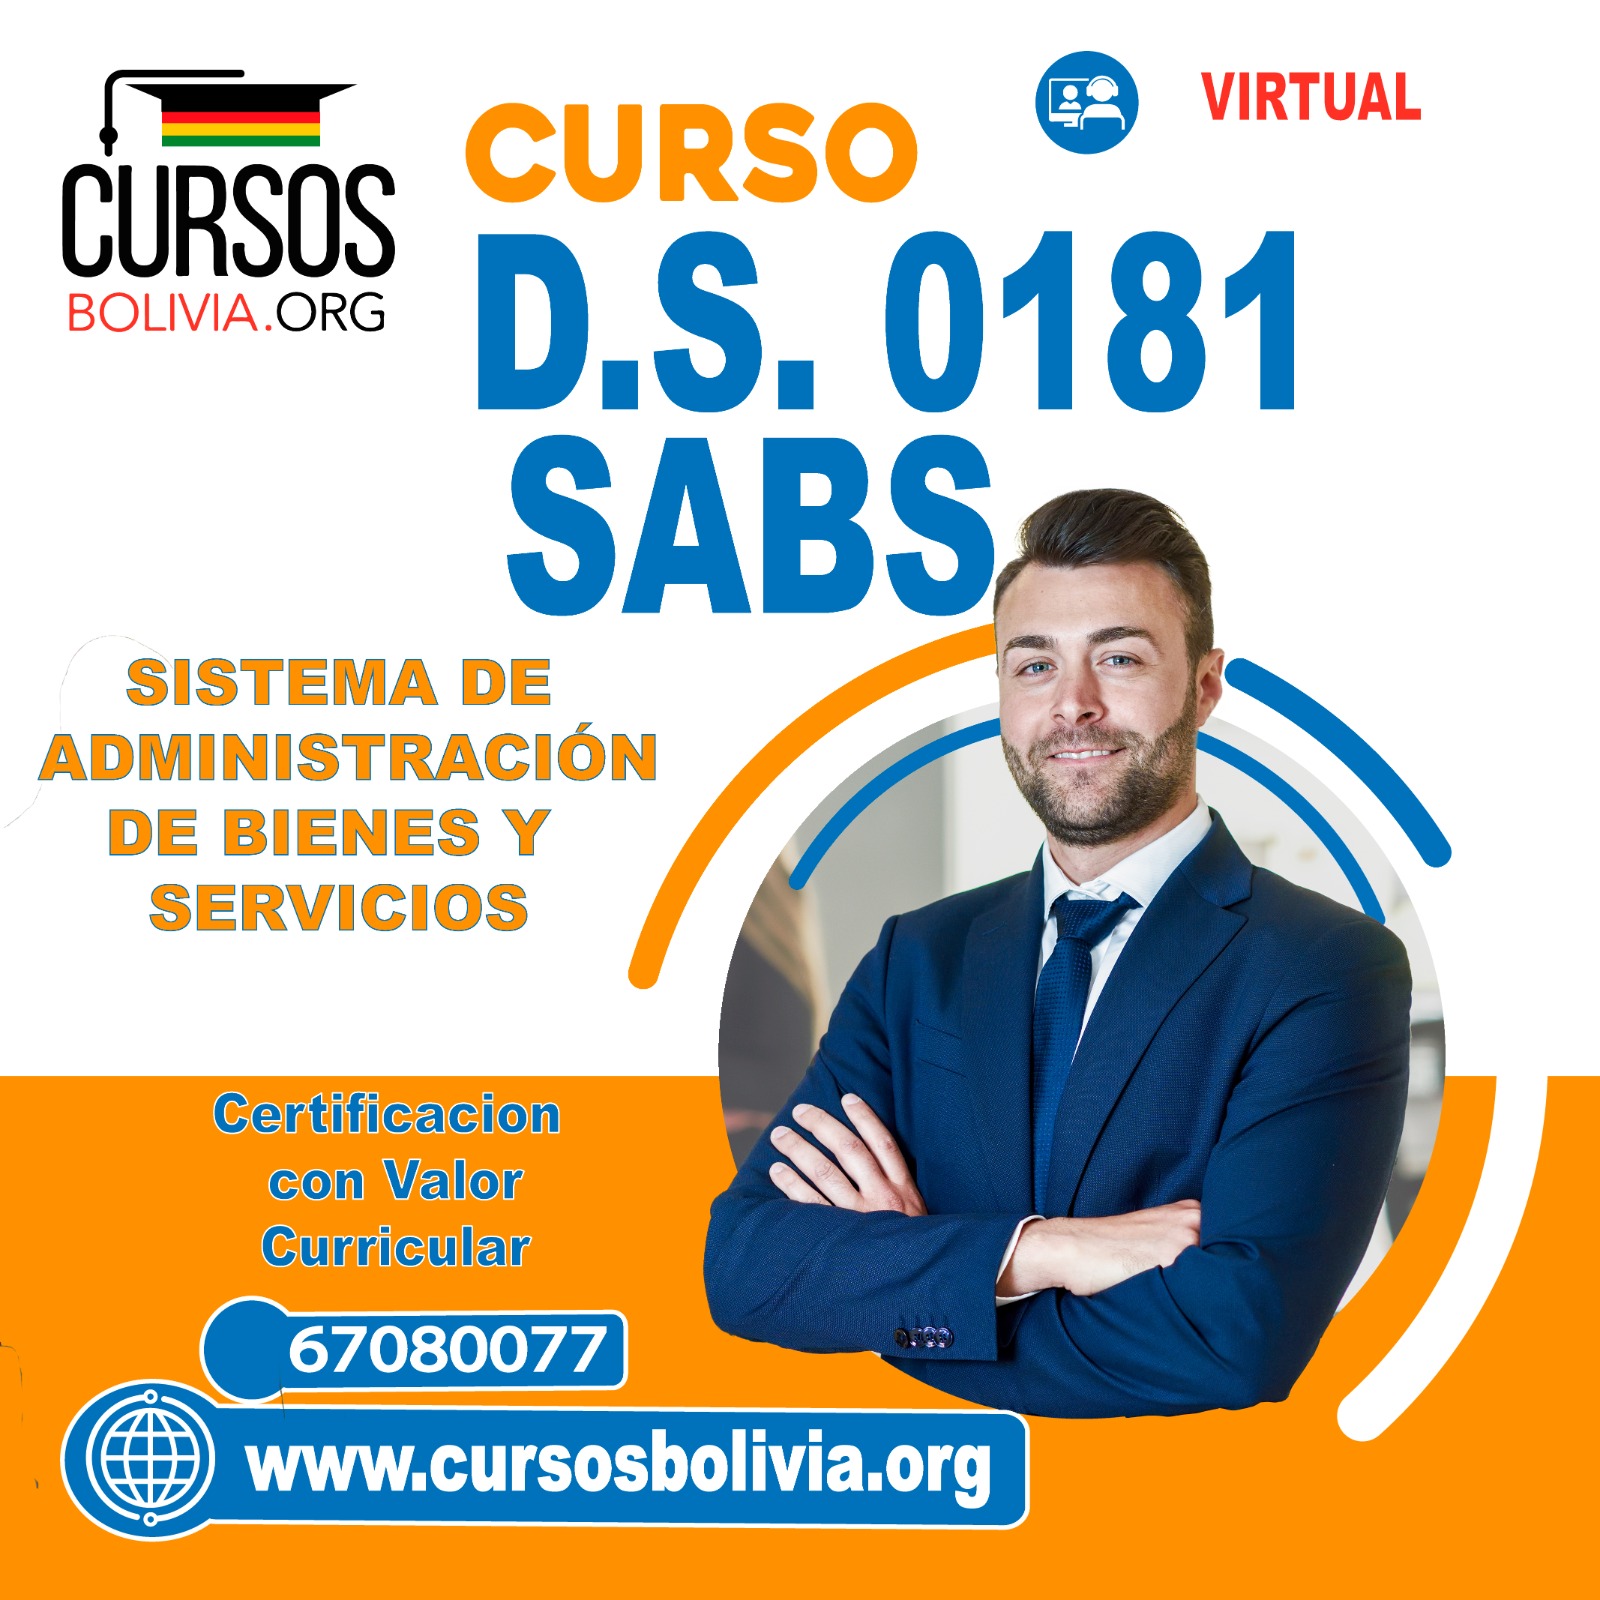 CURSOS
BOLIVIA.ORG
CURSO
VIRTUAL
D.S. 0181
SABS
SISTEMA DE
ADMINISTRACIÓN
DE BIENES Y
SERVICIOS
Certificacion
con Valor
Curricular
67080077
www.cursosbolivia.org